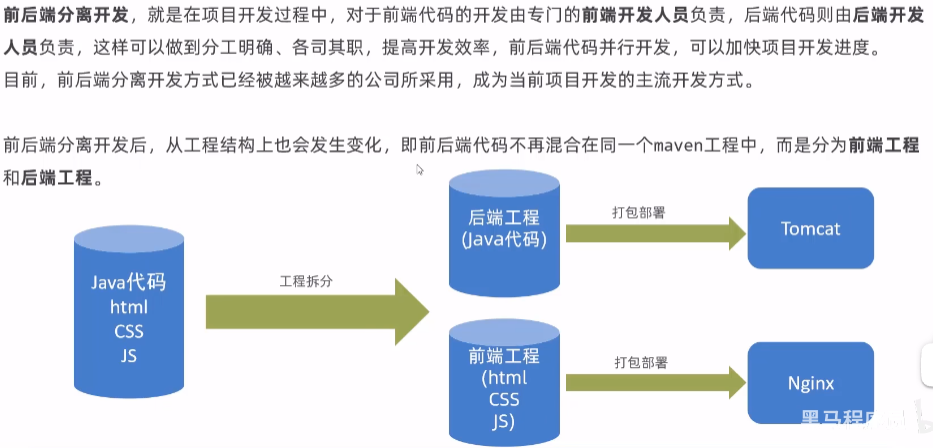 前后端分离开发，就是在项目开发过程中，对于前端代码的开发由专门的前端开发人员负责，后端代码则由后端开发
人员负责，这样可以做到分工明确、各司其职，提高开发效率，前后端代码并行开发，可以加快项目开发进度。
目前，前后端分离开发方式已经被越来越多的公司所采用，成为当前项目开发的主流开发方式。
前后端分离开发后，从工程结构上也会发生变化，即前后端代码不再混合在同一个maven工程中，而是分为前端工程
和后端工程。
Java代码
html
CSS
JS
工程拆分
后端工程
(Java代码)
打包部署
Tomcat
前端工程
(html
CSS
JS)
打包部署
Nginx
黑马程